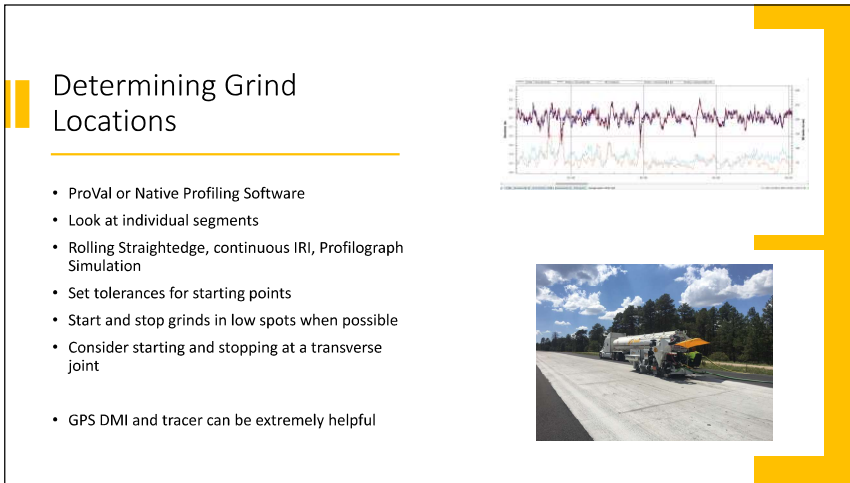 Determining Grind
Locations
• ProVal or Native Profiling Software
• Look at individual segments
• Rolling Straightedge, continuous IRI, Profilograph
Simulation
• Set tolerances for starting points
• Start and stop grinds in low spots when possible
• Consider starting and stopping at a transverse
joint
• GPS DMI and tracer can be extremely helpful